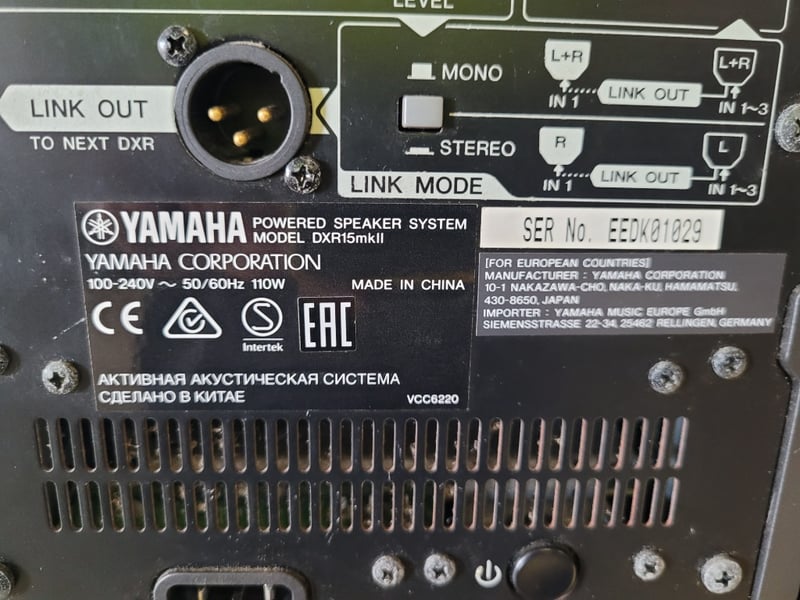 LEVEL
LINK OUT
TO NEXT DXR
MONO
STEREO
LINK MODE
L+R
IN 1
LINK OUT
L+R
IN 1~3
R
IN 1
LINK OUT
L
IN 1~3
YAMAHA POWERED SPEAKER SYSTEM
MODEL DXR15mkII
YAMAHA CORPORATION
100-240V ~ 50/60Hz 110W MADE IN CHINA
CE
S
Intertek
EAC
АКТИВНАЯ АКУСТИЧЕСКАЯ СИСТЕМА
СДЕЛАНО В КИТАЕ
VCC6220
SER No. EEDK01029
[FOR EUROPEAN COUNTRIES]
MANUFACTURER : YAMAHA CORPORATION
10-1 NAKAZAWA-CHO, NAKA-KU, HAMAMATSU,
430-8650, JAPAN
IMPORTER : YAMAHA MUSIC EUROPE GmbH
SIEMENSSTRASSE 22-34, 25462 RELLINGEN, GERMANY